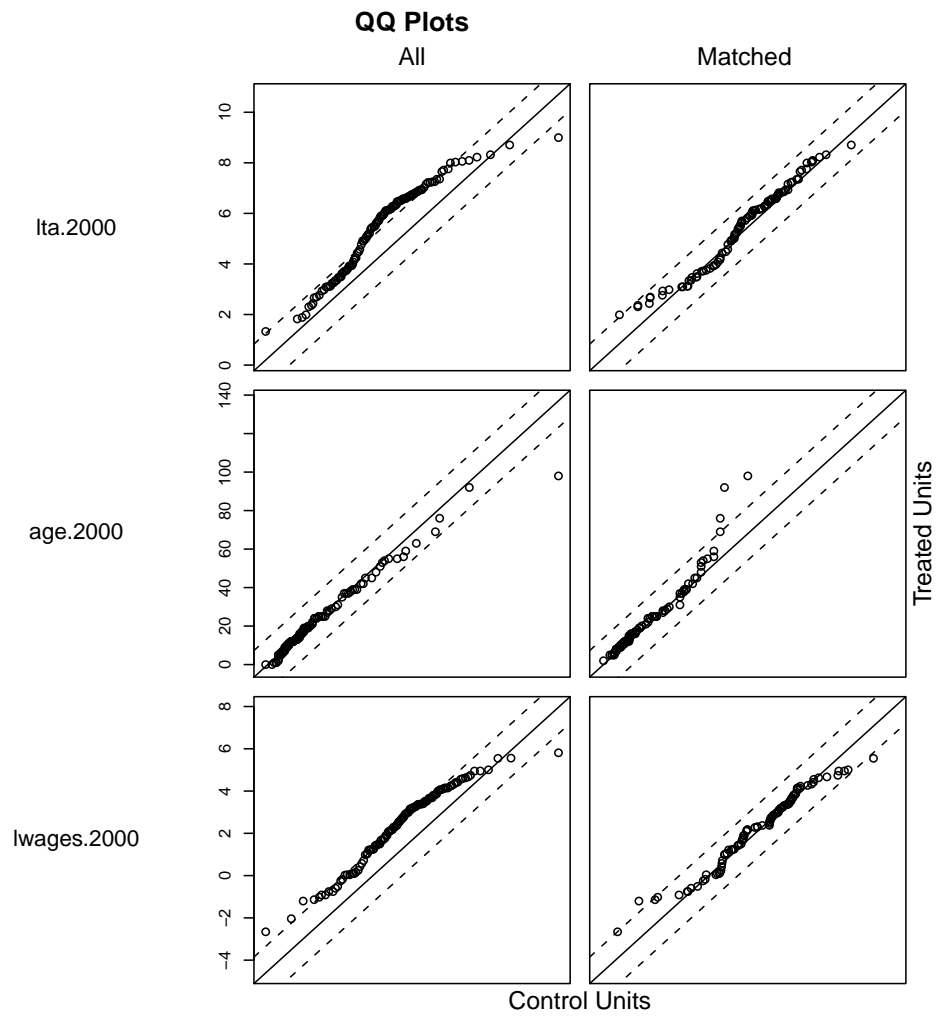 QQ Plots
All Matched
lta.2000
0 2 4 6 8 10
age.2000
0 20 40 60 80 100 140
lwages.2000
−4 −2 0 2 4 6 8
Control Units
Treated Units